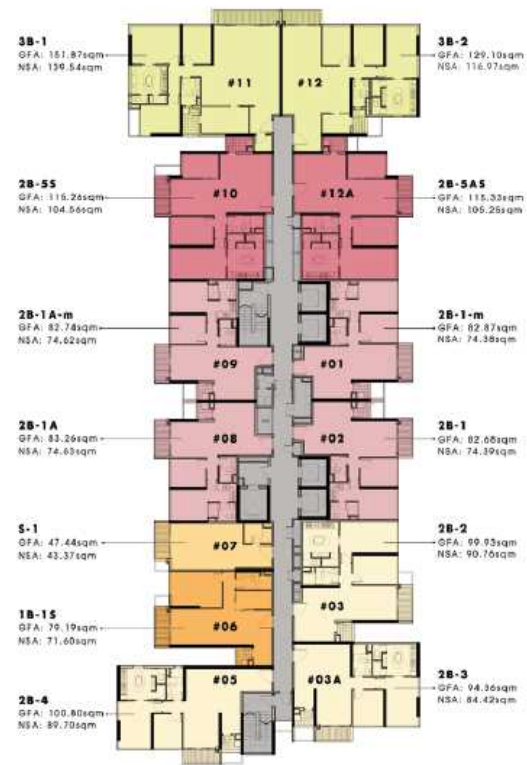 3B-1
GFA: 151.87sqm
NSA: 139.54sqm
#11
#12
3B-2
GFA: 129.10sqm
NSA: 116.97sqm
2B-5S
GFA: 115.26sqm
NSA: 104.56sqm
#10
#12A
2B-5AS
GFA: 115.33sqm
NSA: 105.25sqm
2B-1A-m
GFA: 82.74sqm
NSA: 74.62sqm
#09
#01
2B-1-m
GFA: 82.87sqm
NSA: 74.38sqm
2B-1A
GFA: 83.26sqm
NSA: 74.63sqm
#08
#02
2B-1
GFA: 82.68sqm
NSA: 74.39sqm
S-1
GFA: 47.44sqm
NSA: 43.37sqm
#07
2B-2
GFA: 99.93sqm
NSA: 90.76sqm
#03
1B-1S
GFA: 79.19sqm
NSA: 71.60sqm
#06
2B-4
GFA: 100.80sqm
NSA: 89.70sqm
#05
#03A
2B-3
GFA: 94.36sqm
NSA: 84.42sqm